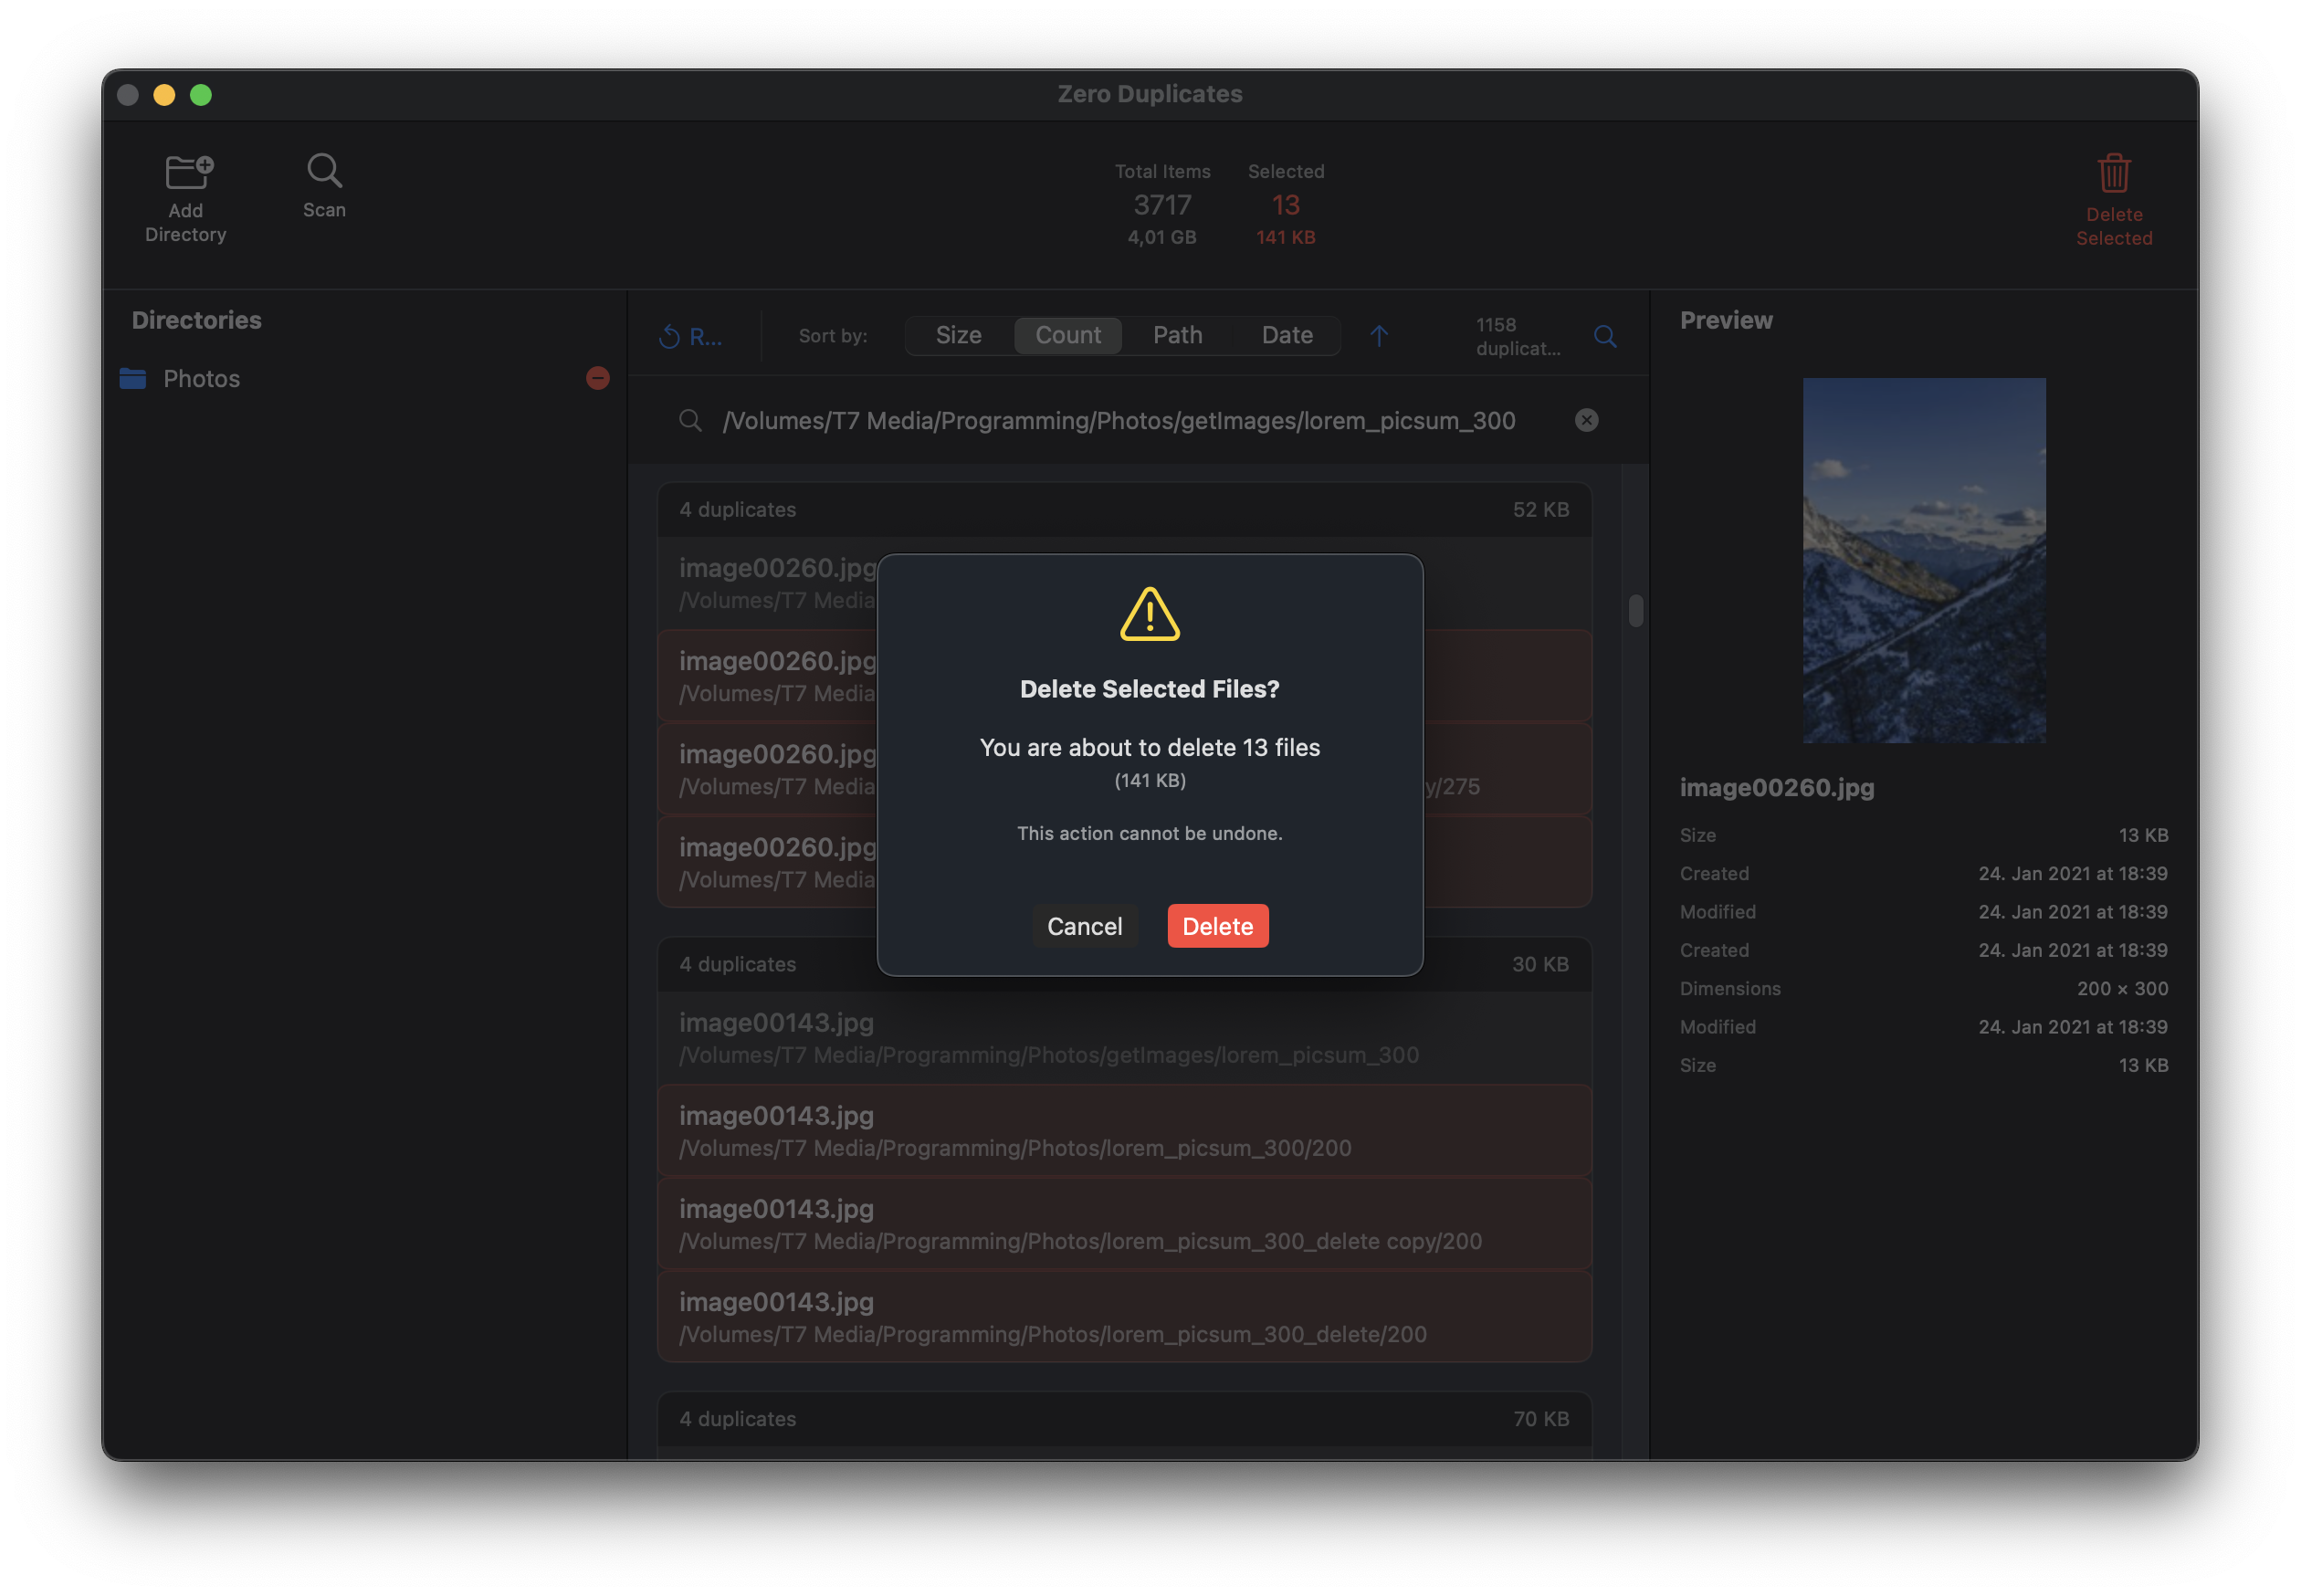 Zero Duplicates
Add
Directory
Scan
Total Items
3717
4,01 GB
Selected
13
141 KB
Delete
Selected
Directories
Photos
R...
Sort by:
Size
Count
Path
Date
1158
duplicat...
/Volumes/T7 Media/Programming/Photos/getImages/lorem_picsum_300
4 duplicates
52 KB
image00260.jpg
/Volumes/T7 Media
image00260.jpg
/Volumes/T7 Media
image00260.jpg
/Volumes/T7 Media
y/275
image00260.jpg
/Volumes/T7 Media
Delete Selected Files?
You are about to delete 13 files
(141 KB)
This action cannot be undone.
Cancel
Delete
4 duplicates
30 KB
image00143.jpg
/Volumes/T7 Media/Programming/Photos/getImages/lorem_picsum_300
image00143.jpg
/Volumes/T7 Media/Programming/Photos/lorem_picsum_300/200
image00143.jpg
/Volumes/T7 Media/Programming/Photos/lorem_picsum_300_delete copy/200
image00143.jpg
/Volumes/T7 Media/Programming/Photos/lorem_picsum_300_delete/200
4 duplicates
70 KB
Preview
image00260.jpg
Size 13 KB
Created 24. Jan 2021 at 18:39
Modified 24. Jan 2021 at 18:39
Created 24. Jan 2021 at 18:39
Dimensions 200 × 300
Modified 24. Jan 2021 at 18:39
Size 13 KB